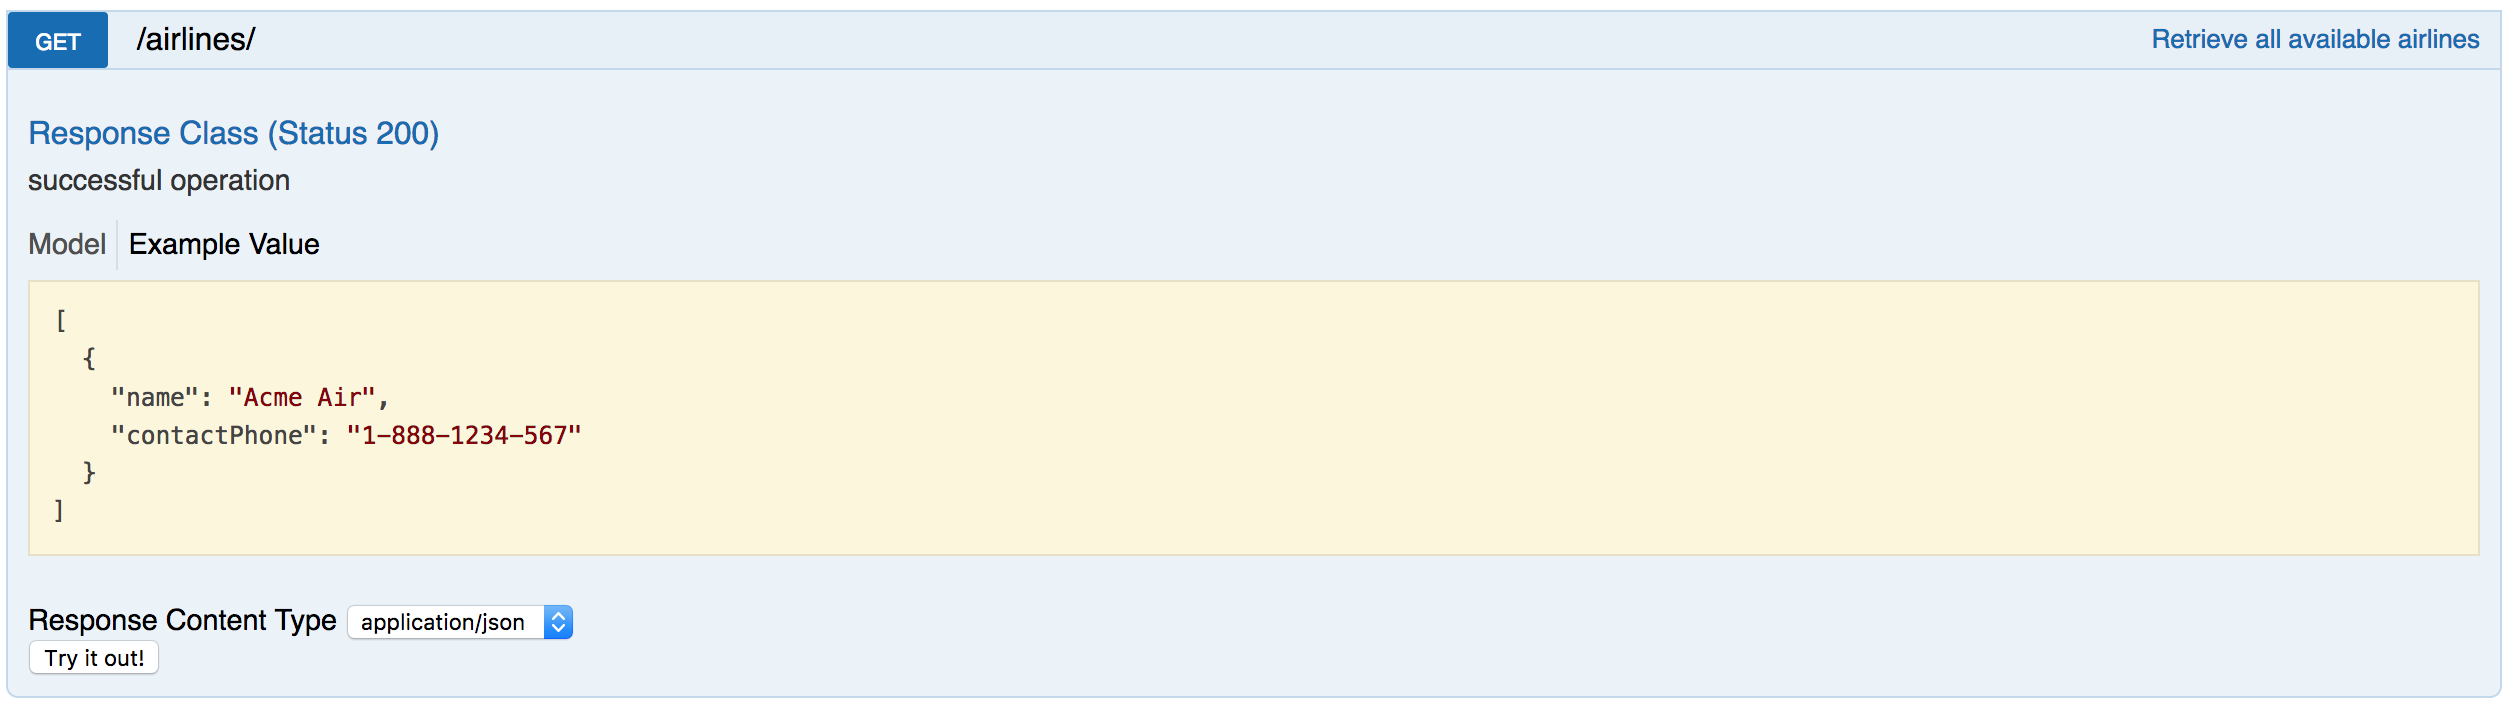 GET /airlines/ Retrieve all available airlines
Response Class (Status 200)
successful operation
Model Example Value
[
  {
    "name": "Acme Air",
    "contactPhone": "1-888-1234-567"
  }
]
Response Content Type application/json
Try it out!